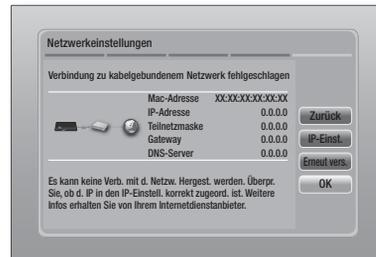 Netzwerkeinstellungen
Verbindung zu kabelgebundenem Netzwerk fehlgeschlagen
Mac-Adresse XX:XX:XX:XX:XX:XX
IP-Adresse 0.0.0.0
Teilnetzmaske 0.0.0.0
Gateway 0.0.0.0
DNS-Server 0.0.0.0
Zurück
IP-Einst.
Erneut vers.
OK
Es kann keine Verb. mit d. Netzw. Hergest. werden. Überpr.
Sie, ob d. IP in den IP-Einstell. korrekt zugeord. ist. Weitere
Infos erhalten Sie von Ihrem Internetdienstanbieter.